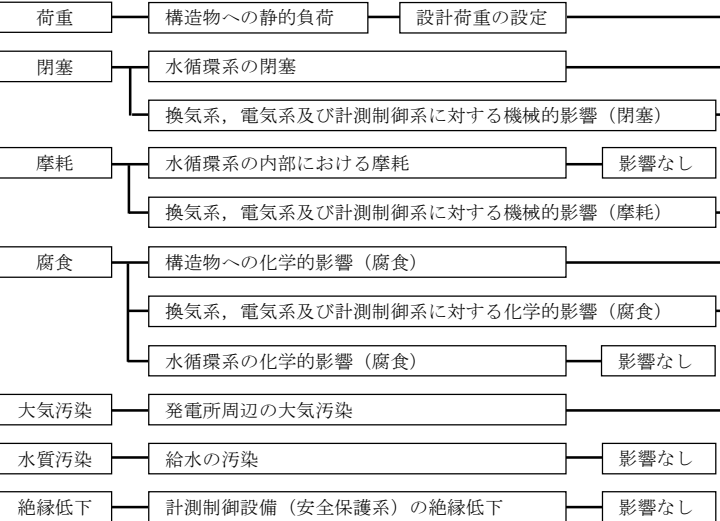 荷重 構造物への静的負荷 設計荷重の設定
閉塞 水循環系の閉塞
換気系，電気系及び計測制御系に対する機械的影響（閉塞）
摩耗 水循環系の内部における摩耗 影響なし
換気系，電気系及び計測制御系に対する機械的影響（摩耗）
腐食 構造物への化学的影響（腐食）
換気系，電気系及び計測制御系に対する化学的影響（腐食）
水循環系の化学的影響（腐食） 影響なし
大気汚染 発電所周辺の大気汚染
水質汚染 給水の汚染 影響なし
絶縁低下 計測制御設備（安全保護系）の絶縁低下 影響なし